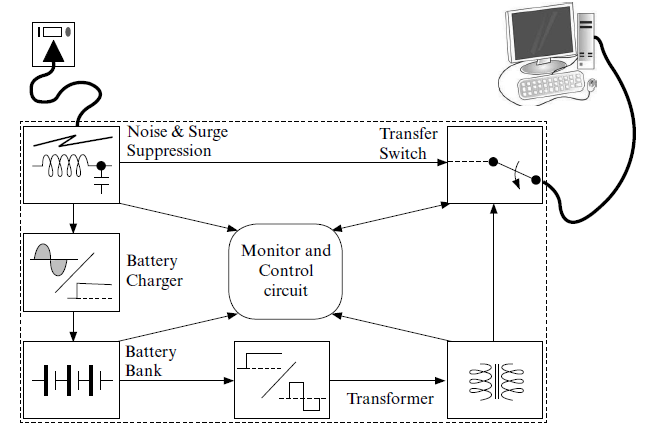 Noise & Surge
Suppression
Transfer
Switch
Monitor and
Control
circuit
Battery
Charger
Battery
Bank
Transformer